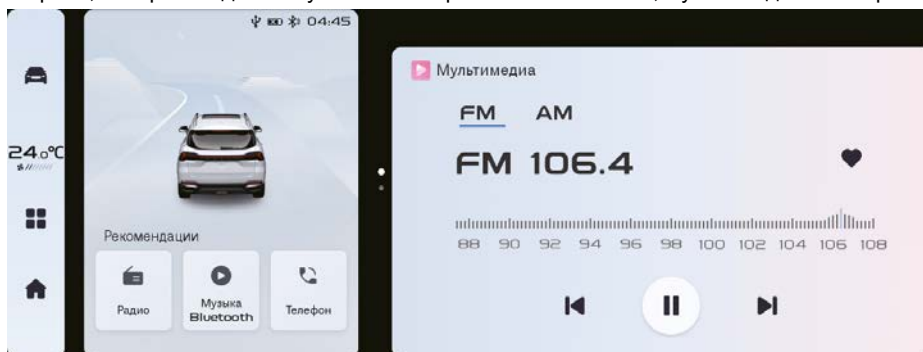 04:45
24.0°C
Рекомендации
Радио
Музыка
Bluetooth
Телефон
Мультимедиа
FM AM
FM 106.4
88 90 92 94 96 98 100 102 104 106 108